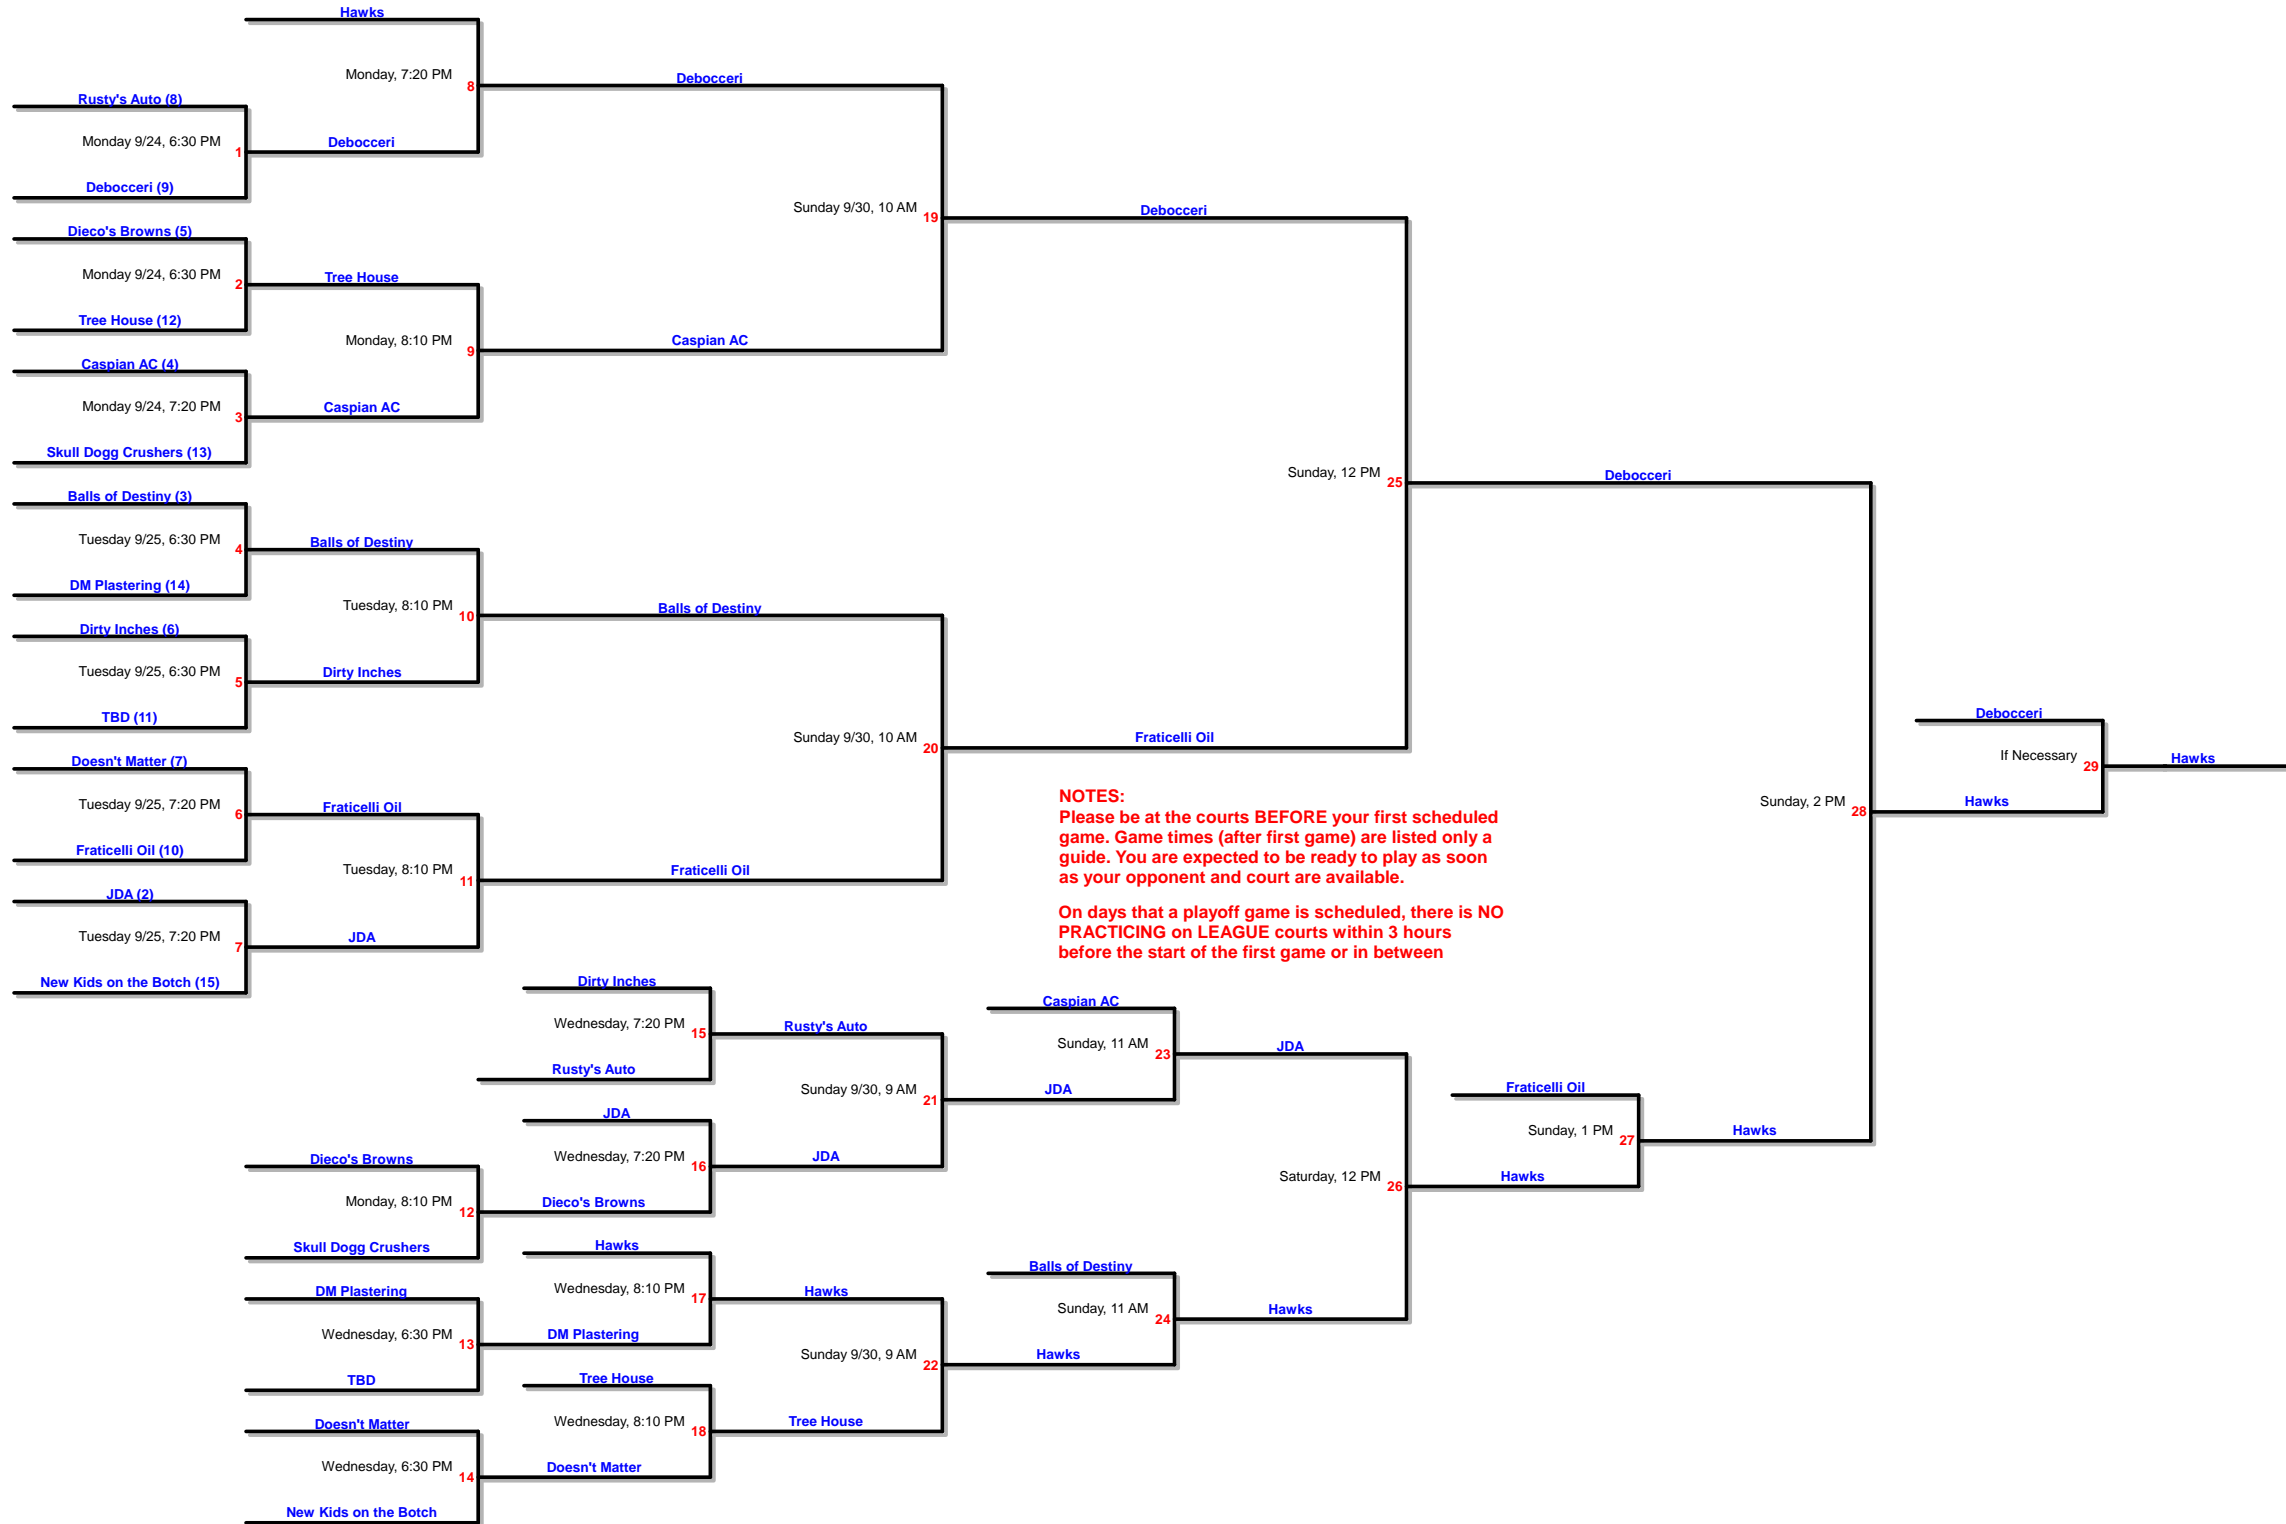 Hawks
Monday, 7:20 PM
8
Debocceri
Rusty's Auto (8)
Monday 9/24, 6:30 PM
1
Debocceri
Debocceri (9)
Sunday 9/30, 10 AM
19
Debocceri
Dieco's Browns (5)
Monday 9/24, 6:30 PM
2
Tree House
Tree House (12)
Monday, 8:10 PM
9
Caspian AC
Caspian AC (4)
Monday 9/24, 7:20 PM
3
Caspian AC
Skull Dogg Crushers (13)
Sunday, 12 PM
25
Debocceri
Balls of Destiny (3)
Tuesday 9/25, 6:30 PM
4
Balls of Destiny
DM Plastering (14)
Tuesday, 8:10 PM
10
Balls of Destiny
Dirty Inches (6)
Tuesday 9/25, 6:30 PM
5
Dirty Inches
TBD (11)
Sunday 9/30, 10 AM
20
Fraticelli Oil
Doesn't Matter (7)
Tuesday 9/25, 7:20 PM
6
Fraticelli Oil
Fraticelli Oil (10)
Tuesday, 8:10 PM
11
Fraticelli Oil
JDA (2)
Tuesday 9/25, 7:20 PM
7
JDA
New Kids on the Botch (15)
Debocceri
If Necessary
29
Hawks
Sunday, 2 PM
28
Hawks
NOTES:
Please be at the courts BEFORE your first scheduled
game. Game times (after first game) are listed only a
guide. You are expected to be ready to play as soon
as your opponent and court are available.
On days that a playoff game is scheduled, there is NO
PRACTICING on LEAGUE courts within 3 hours
before the start of the first game or in between
Dirty Inches
Wednesday, 7:20 PM
15
Rusty's Auto
Rusty's Auto
Sunday 9/30, 9 AM
21
JDA
Caspian AC
Sunday, 11 AM
23
JDA
JDA
Wednesday, 7:20 PM
16
JDA
Dieco's Browns
Monday, 8:10 PM
12
Dieco's Browns
Skull Dogg Crushers
Fraticelli Oil
Sunday, 1 PM
27
Hawks
Saturday, 12 PM
26
Hawks
Hawks
Wednesday, 8:10 PM
17
Hawks
DM Plastering
Wednesday, 6:30 PM
13
DM Plastering
TBD
Balls of Destiny
Sunday, 11 AM
24
Hawks
Sunday 9/30, 9 AM
22
Hawks
Tree House
Wednesday, 8:10 PM
18
Tree House
Doesn't Matter
Wednesday, 6:30 PM
14
Doesn't Matter
New Kids on the Botch